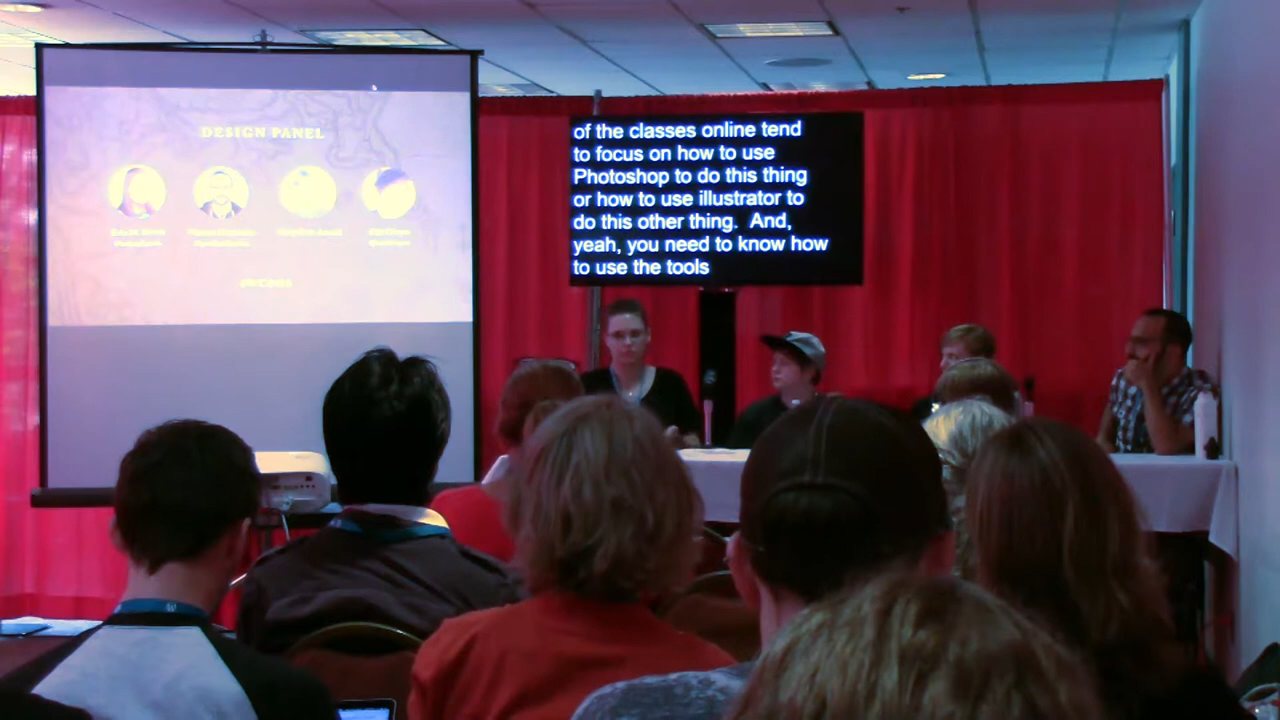 DESIGN PANEL
of the classes online tend
to focus on how to use
Photoshop to do this thing
or how to use illustrator to
do this other thing.  And,
yeah, you need to know how
to use the tools